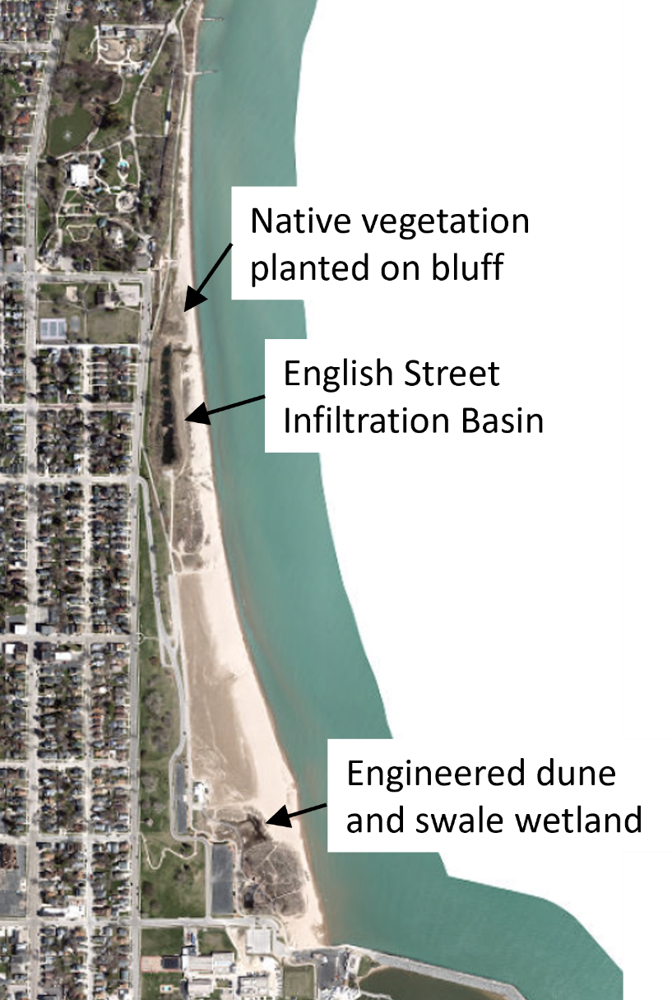 Native vegetation
planted on bluff
English Street
Infiltration Basin
Engineered dune
and swale wetland